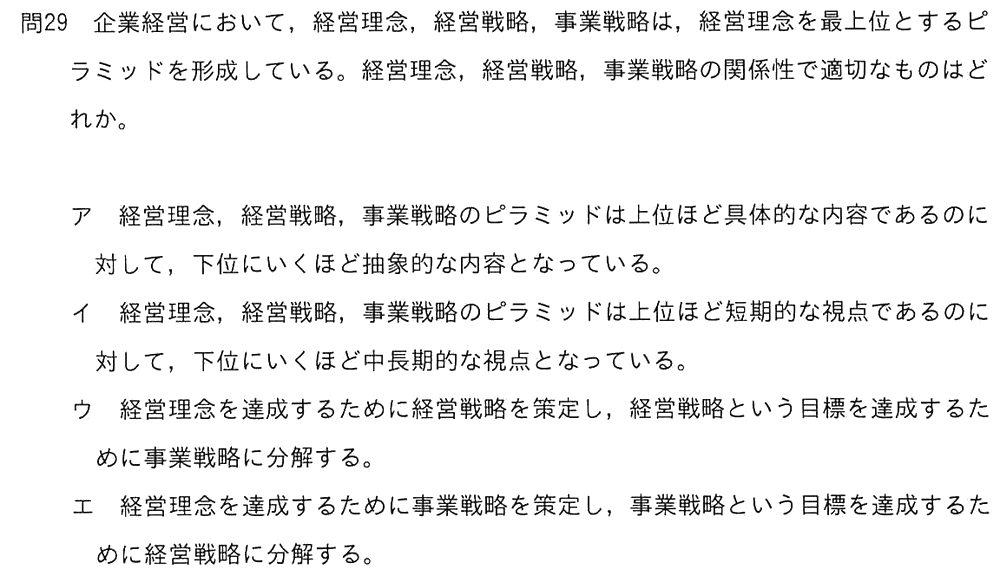 問29　企業経営において，経営理念，経営戦略，事業戦略は，経営理念を最上位とするピ
ラミッドを形成している。経営理念，経営戦略，事業戦略の関係性で適切なものはど
れか。
ア　経営理念，経営戦略，事業戦略のピラミッドは上位ほど具体的な内容であるのに
対して，下位にいくほど抽象的な内容となっている。
イ　経営理念，経営戦略，事業戦略のピラミッドは上位ほど短期的な視点であるのに
対して，下位にいくほど中長期的な視点となっている。
ウ　経営理念を達成するために経営戦略を策定し，経営戦略という目標を達成するた
めに事業戦略に分解する。
エ　経営理念を達成するために事業戦略を策定し，事業戦略という目標を達成するた
めに経営戦略に分解する。